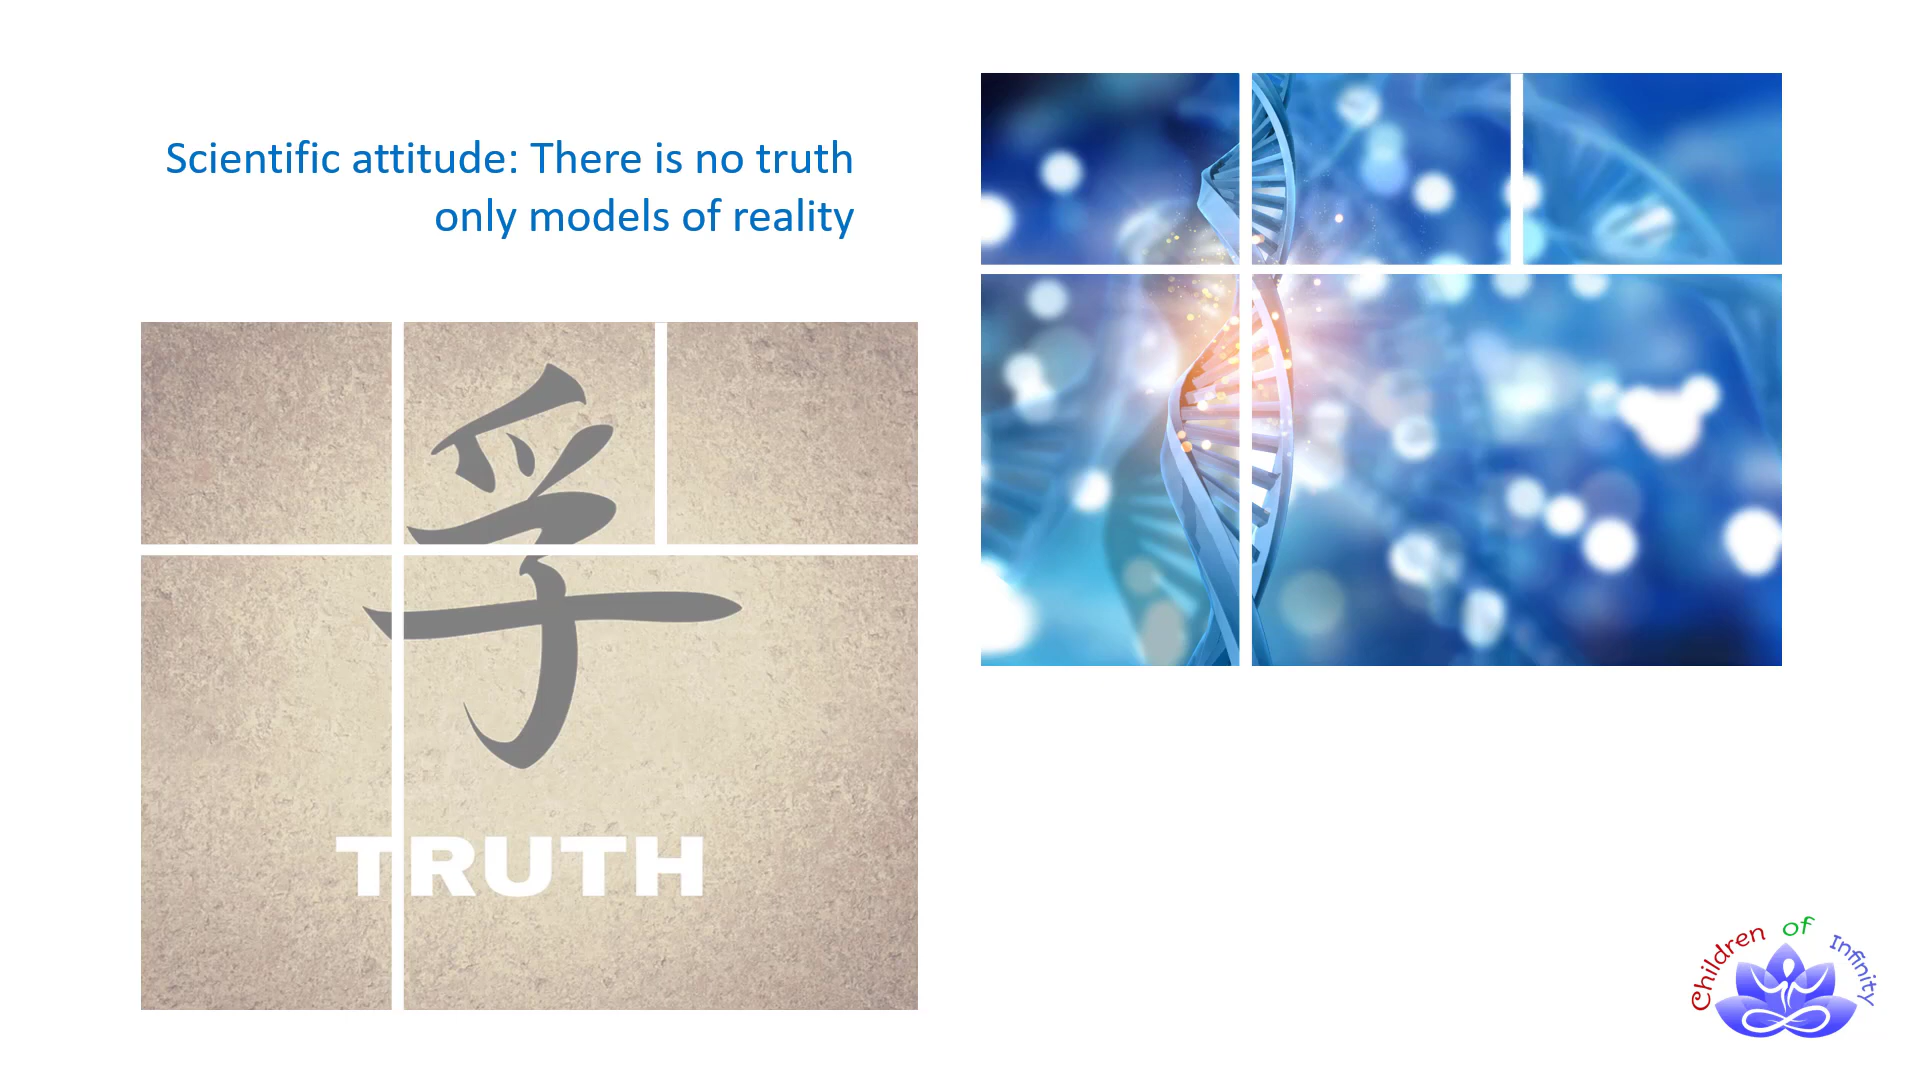 Scientific attitude: There is no truth
only models of reality
孚
TRUTH
Children of Infinity